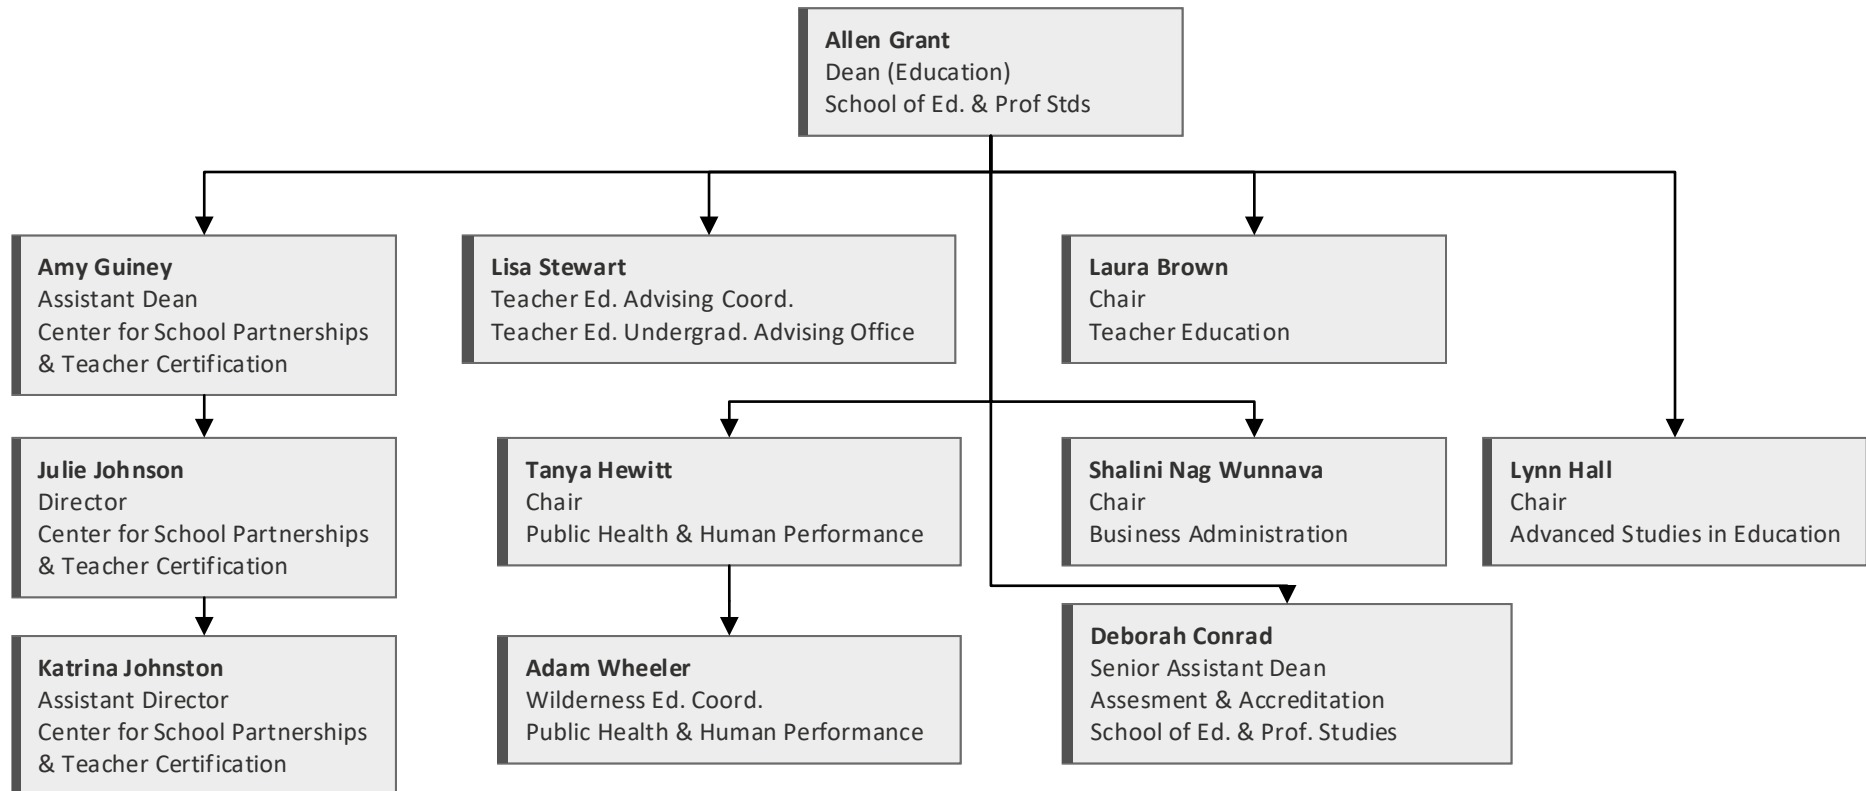 Allen Grant
Dean (Education)
School of Ed. & Prof Stds
Amy Guiney
Assistant Dean
Center for School Partnerships
& Teacher Certification
Lisa Stewart
Teacher Ed. Advising Coord.
Teacher Ed. Undergrad. Advising Office
Laura Brown
Chair
Teacher Education
Julie Johnson
Director
Center for School Partnerships
& Teacher Certification
Tanya Hewitt
Chair
Public Health & Human Performance
Shalini Nag Wunnava
Chair
Business Administration
Lynn Hall
Chair
Advanced Studies in Education
Katrina Johnston
Assistant Director
Center for School Partnerships
& Teacher Certification
Adam Wheeler
Wilderness Ed. Coord.
Public Health & Human Performance
Deborah Conrad
Senior Assistant Dean
Assesment & Accreditation
School of Ed. & Prof. Studies